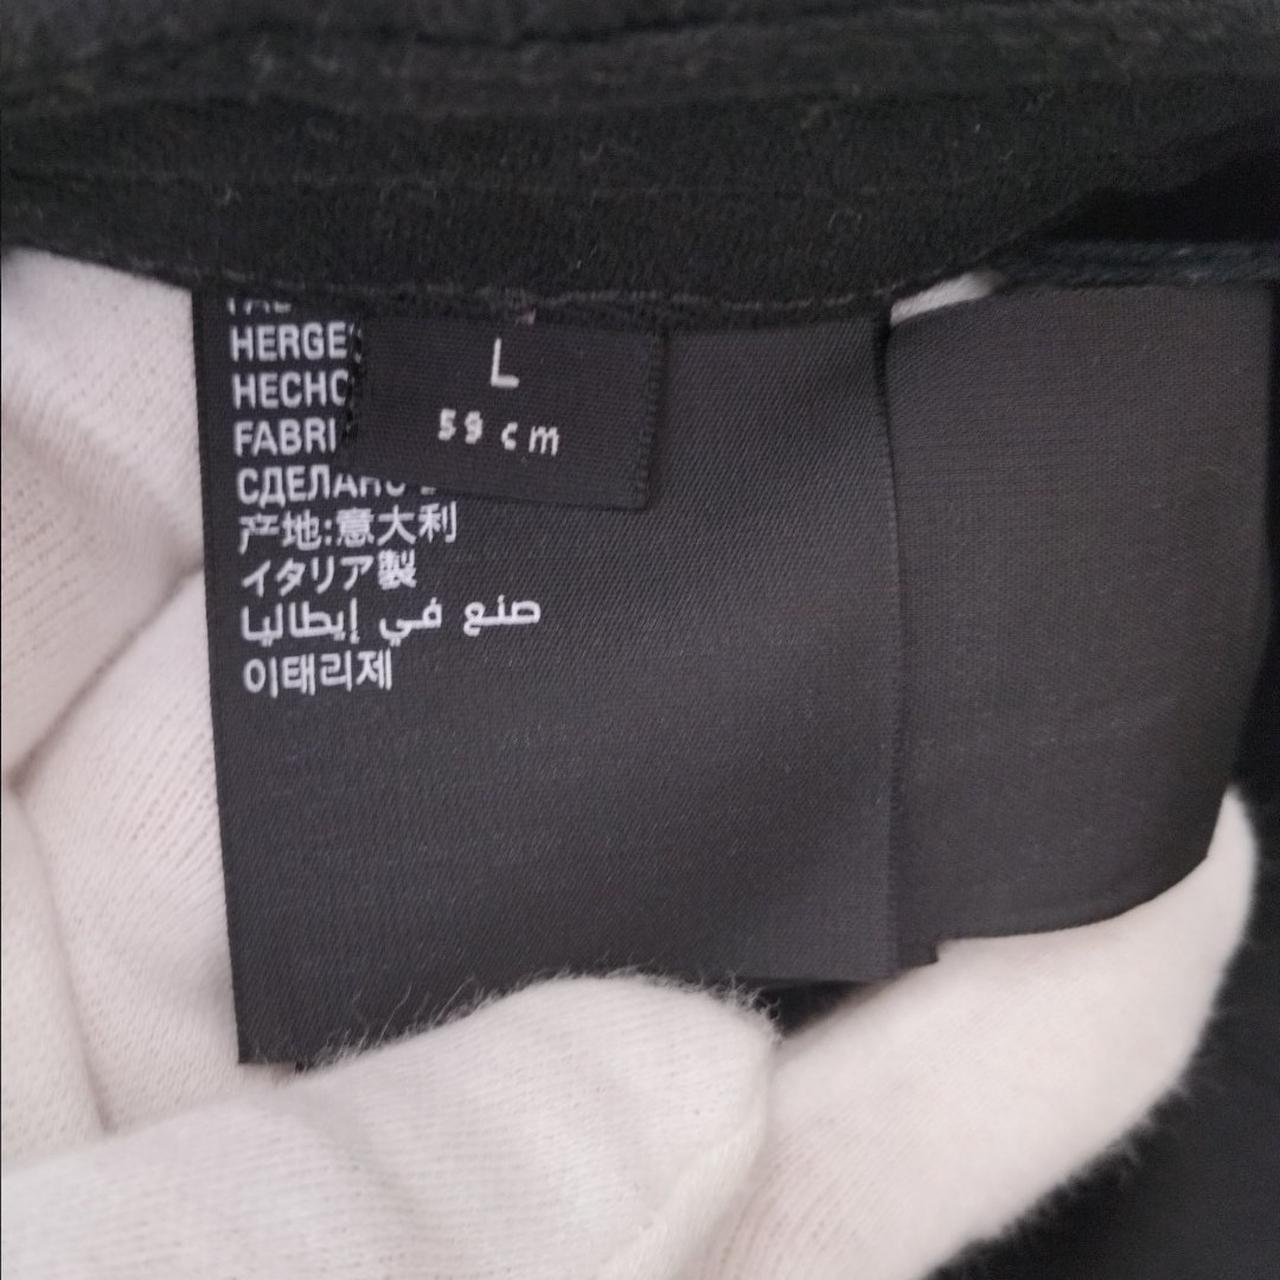 HERGE
HECHO
FABRI
СДЕЛАНО
产地:意大利
イタリア製
صنع في إيطاليا
이태리제
L
59 cm